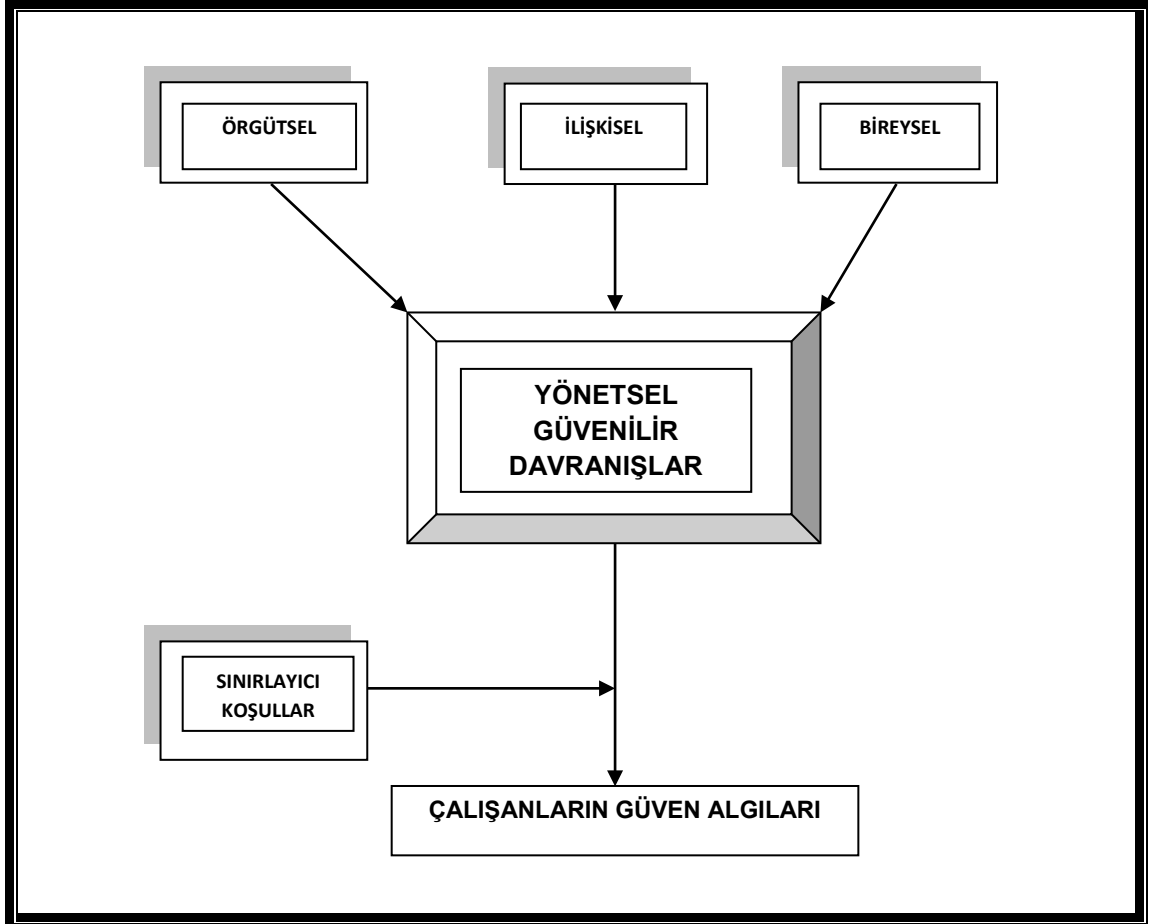 ÖRGÜTSEL
İLİŞKİSEL
BİREYSEL
YÖNETSEL
GÜVENİLİR
DAVRANIŞLAR
SINIRLAYICI
KOŞULLAR
ÇALIŞANLARIN GÜVEN ALGILARI